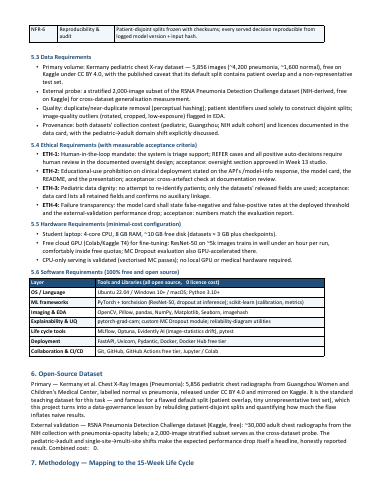 NFR-6 Reproducibility & audit Patient-disjoint splits frozen with checksums; every served decision reproducible from logged model version + input hash.
5.3 Data Requirements
• Primary volume: Kermany pediatric chest X-ray dataset — 5,856 images (~4,200 pneumonia, ~1,600 normal), free on
Kaggle under CC BY 4.0, with the published caveat that its default split contains patient overlap and a non-representative
test set.
• External probe: a stratified 2,000-image subset of the RSNA Pneumonia Detection Challenge dataset (NIH-derived, free
on Kaggle) for cross-dataset generalisation measurement.
• Quality: duplicate/near-duplicate removal (perceptual hashing); patient identifiers used solely to construct disjoint splits;
image-quality outliers (rotated, cropped, low-exposure) flagged in EDA.
• Provenance: both datasets' context (pediatric, Guangzhou; NIH adult cohort) and licences documented in the
data card, with the pediatric→adult domain shift explicitly discussed.
5.4 Ethical Requirements (with measurable acceptance criteria)
• ETH-1: Human-in-the-loop mandate: the system is triage support; REFER cases and all positive auto-decisions require
human review in the documented oversight design; acceptance: oversight section approved in Week 13 studio.
• ETH-2: Educational-use prohibition on clinical deployment stated on the API's /model-info response, the model card, the
README, and the presentation; acceptance: cross-artefact check at documentation review.
• ETH-3: Pediatric data dignity: no attempt to re-identify patients; only the datasets' released fields are used; acceptance:
data card lists all retained fields and confirms no auxiliary linkage.
• ETH-4: Failure transparency: the model card shall state false-negative and false-positive rates at the deployed threshold
and the external-validation performance drop; acceptance: numbers match the evaluation report.
5.5 Hardware Requirements (minimal-cost configuration)
• Student laptop: 4-core CPU, 8 GB RAM, ~10 GB free disk (datasets ≈ 3 GB plus checkpoints).
• Free cloud GPU (Colab/Kaggle T4) for fine-tuning: ResNet-50 on ~5k images trains in well under an hour per run,
comfortably inside free quotas; MC Dropout evaluation also GPU-accelerated there.
• CPU-only serving is validated (vectorised MC passes); no local GPU or medical hardware required.
5.6 Software Requirements (100% free and open source)
Layer Tools and Libraries (all open source, 0 licence cost)
OS / Language Ubuntu 22.04 / Windows 10+ / macOS; Python 3.10+
ML frameworks PyTorch + torchvision (ResNet-50, dropout at inference); scikit-learn (calibration, metrics)
Imaging & EDA OpenCV, Pillow, pandas, NumPy, Matplotlib, Seaborn, imagehash
Explainability & UQ pytorch-grad-cam; custom MC Dropout module; reliability-diagram utilities
Life cycle tools MLflow, Optuna, Evidently AI (image-statistics drift), pytest
Deployment FastAPI, Uvicorn, Pydantic, Docker, Docker Hub free tier
Collaboration & CI/CD Git, GitHub, GitHub Actions free tier, Jupyter / Colab
6. Open-Source Dataset
Primary — Kermany et al. Chest X-Ray Images (Pneumonia): 5,856 pediatric chest radiographs from Guangzhou Women and
Children's Medical Center, labelled normal vs pneumonia, released under CC BY 4.0 and mirrored on Kaggle. It is the standard
teaching dataset for this task — and famous for a flawed default split (patient overlap, tiny unrepresentative test set), which
this project turns into a data-governance lesson by rebuilding patient-disjoint splits and quantifying how much the flaw
inflates naive results.
External validation — RSNA Pneumonia Detection Challenge dataset (Kaggle, free): ~30,000 adult chest radiographs from the
NIH collection with pneumonia-opacity labels; a 2,000-image stratified subset serves as the cross-dataset probe. The
pediatric→adult and single-site→multi-site shifts make the expected performance drop itself a headline, honestly reported
result. Combined cost: 0.
7. Methodology — Mapping to the 15-Week Life Cycle